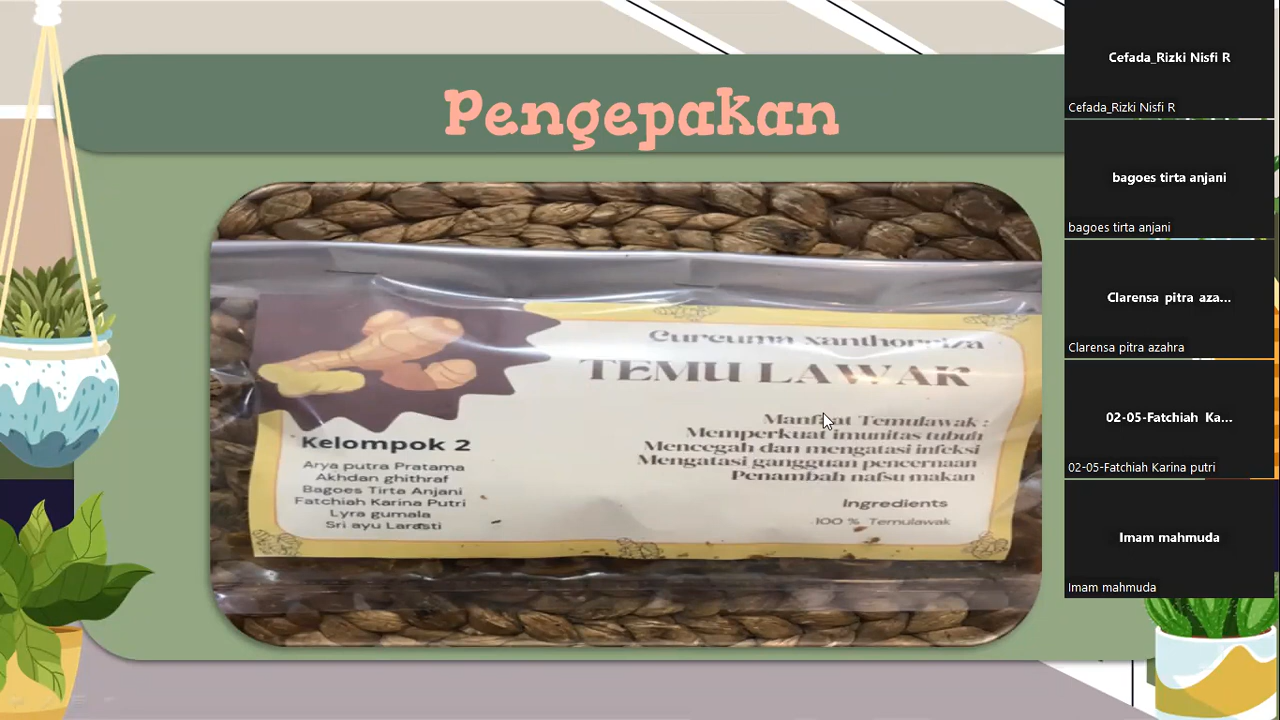 Pengepakan
Curcuma xanthorriza
TEMU LAWAK
Manfaat Temulawak :
Memperkuat imunitas tubuh
Mencegah dan mengatasi infeksi
Mengatasi gangguan pencernaan
Penambah nafsu makan
Ingredients
100 % Temulawak
Kelompok 2
Arya putra Pratama
Akhdan ghithraf
Bagoes Tirta Anjani
Fatchiah Karina Putri
Lyra gumala
Sri ayu Larasti
Cefada_Rizki Nisfi R
Cefada_Rizki Nisfi R
bagoes tirta anjani
bagoes tirta anjani
Clarensa pitra aza...
Clarensa pitra azahra
02-05-Fatchiah Ka...
02-05-Fatchiah Karina putri
Imam mahmuda
Imam mahmuda